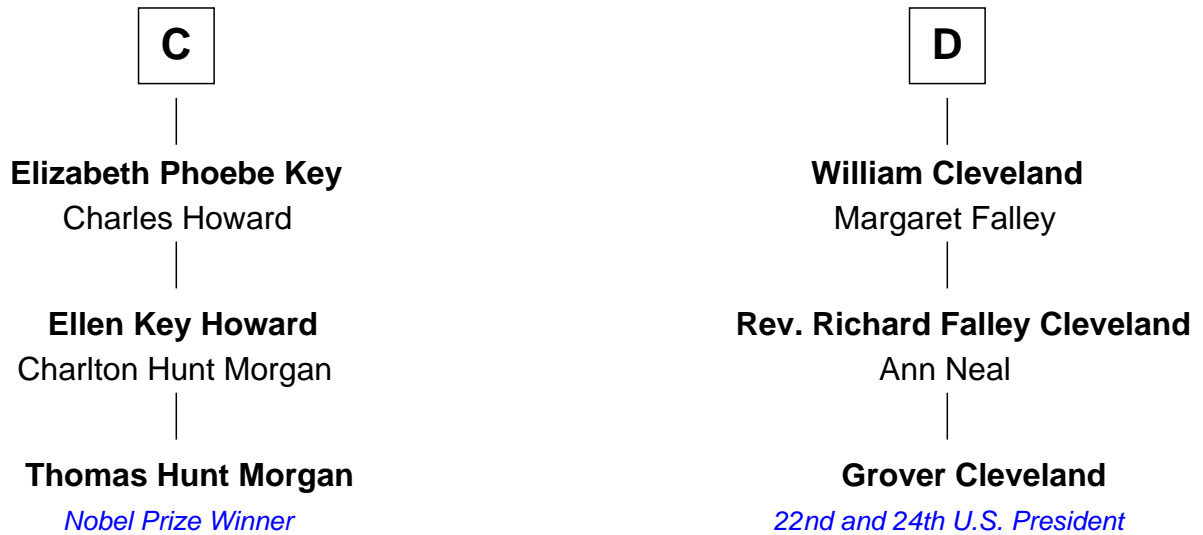 C
Elizabeth Phoebe Key
Charles Howard
Ellen Key Howard
Charlton Hunt Morgan
Thomas Hunt Morgan
Nobel Prize Winner
D
William Cleveland
Margaret Falley
Rev. Richard Falley Cleveland
Ann Neal
Grover Cleveland
22nd and 24th U.S. President